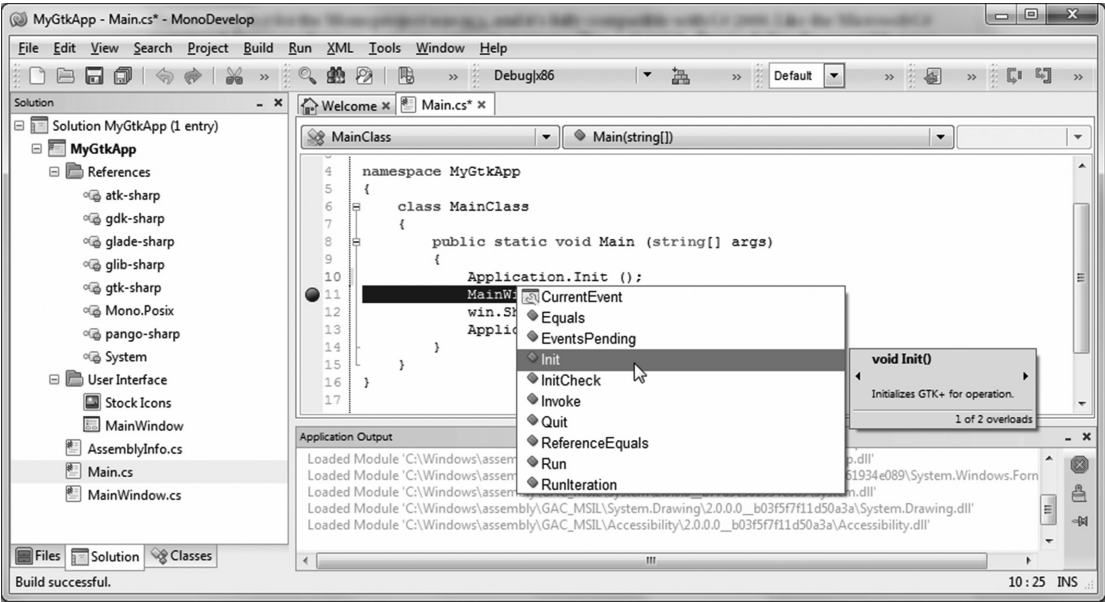 MyGtkApp - Main.cs* - MonoDevelop
File Edit View Search Project Build Run XML Tools Window Help
Debug|x86
Default
Solution
Welcome
Main.cs*
Solution MyGtkApp (1 entry)
MyGtkApp
References
atk-sharp
gdk-sharp
glade-sharp
glib-sharp
gtk-sharp
Mono.Posix
pango-sharp
System
User Interface
Stock Icons
MainWindow
AssemblyInfo.cs
Main.cs
MainWindow.cs
Files Solution Classes
MainClass
Main(string[])
4 namespace MyGtkApp
5 {
6 class MainClass
7 {
8 public static void Main (string[] args)
9 {
10 Application.Init ();
11 MainWi
12 win.Sh
13 Applic
14 }
15 }
16 }
17
CurrentEvent
Equals
EventsPending
Init
InitCheck
Invoke
Quit
ReferenceEquals
Run
RunIteration
void Init()
Initializes GTK+ for operation.
1 of 2 overloads
Application Output
Loaded Module 'C:\Windows\assem p.dll'
Loaded Module 'C:\Windows\assem 61934e089\System.Windows.Forn
Loaded Module 'C:\Windows\assembly\GAC_MSIL\System.Drawing\2.0.0.0__b03f5f7f11d50a3a\System.Drawing.dll'
Loaded Module 'C:\Windows\assembly\GAC_MSIL\Accessibility\2.0.0.0__b03f5f7f11d50a3a\Accessibility.dll'
Build successful.
10 : 25 INS